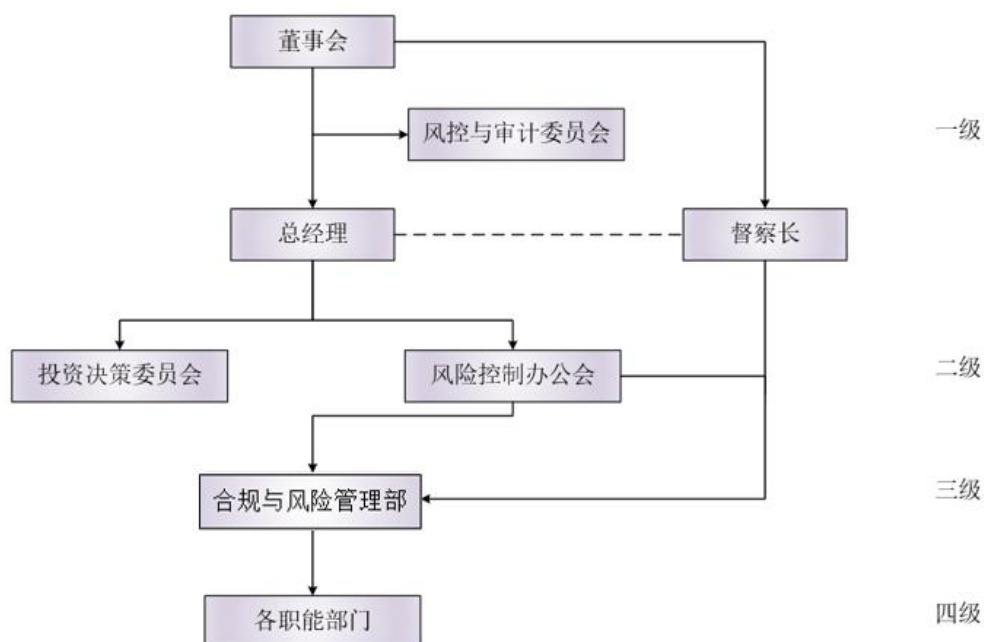 董事会
风控与审计委员会
一级
总经理
督察长
投资决策委员会
风险控制办公会
二级
合规与风险管理部
三级
各职能部门
四级